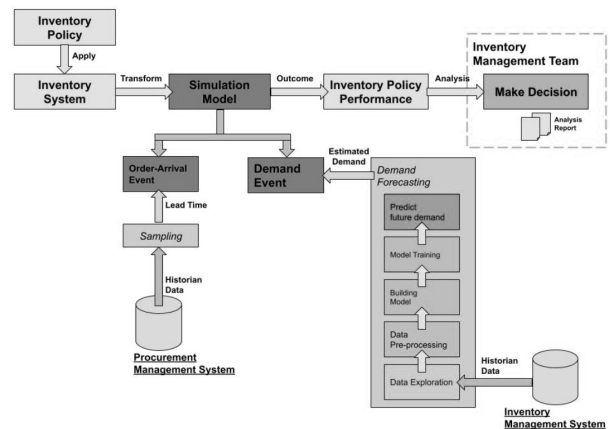 Inventory
Policy
Apply
Inventory
System
Transform
Simulation
Model
Outcome
Inventory Policy
Performance
Analysis
Inventory
Management Team
Make Decision
Analysis
Report
Order-Arrival
Event
Demand
Event
Estimated
Demand
Demand
Forecasting
Predict
future demand
Model Training
Building
Model
Data
Pre-processing
Data Exploration
Lead Time
Sampling
Historian
Data
Procurement
Management System
Historian
Data
Inventory
Management System